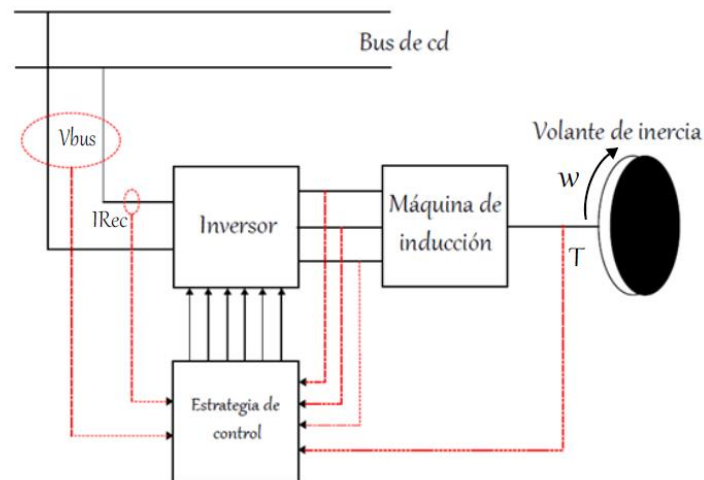 Bus de cd
Vbus
Volante de inercia
w
IRec
Inversor
Máquina de
inducción
T
Estrategia de
control